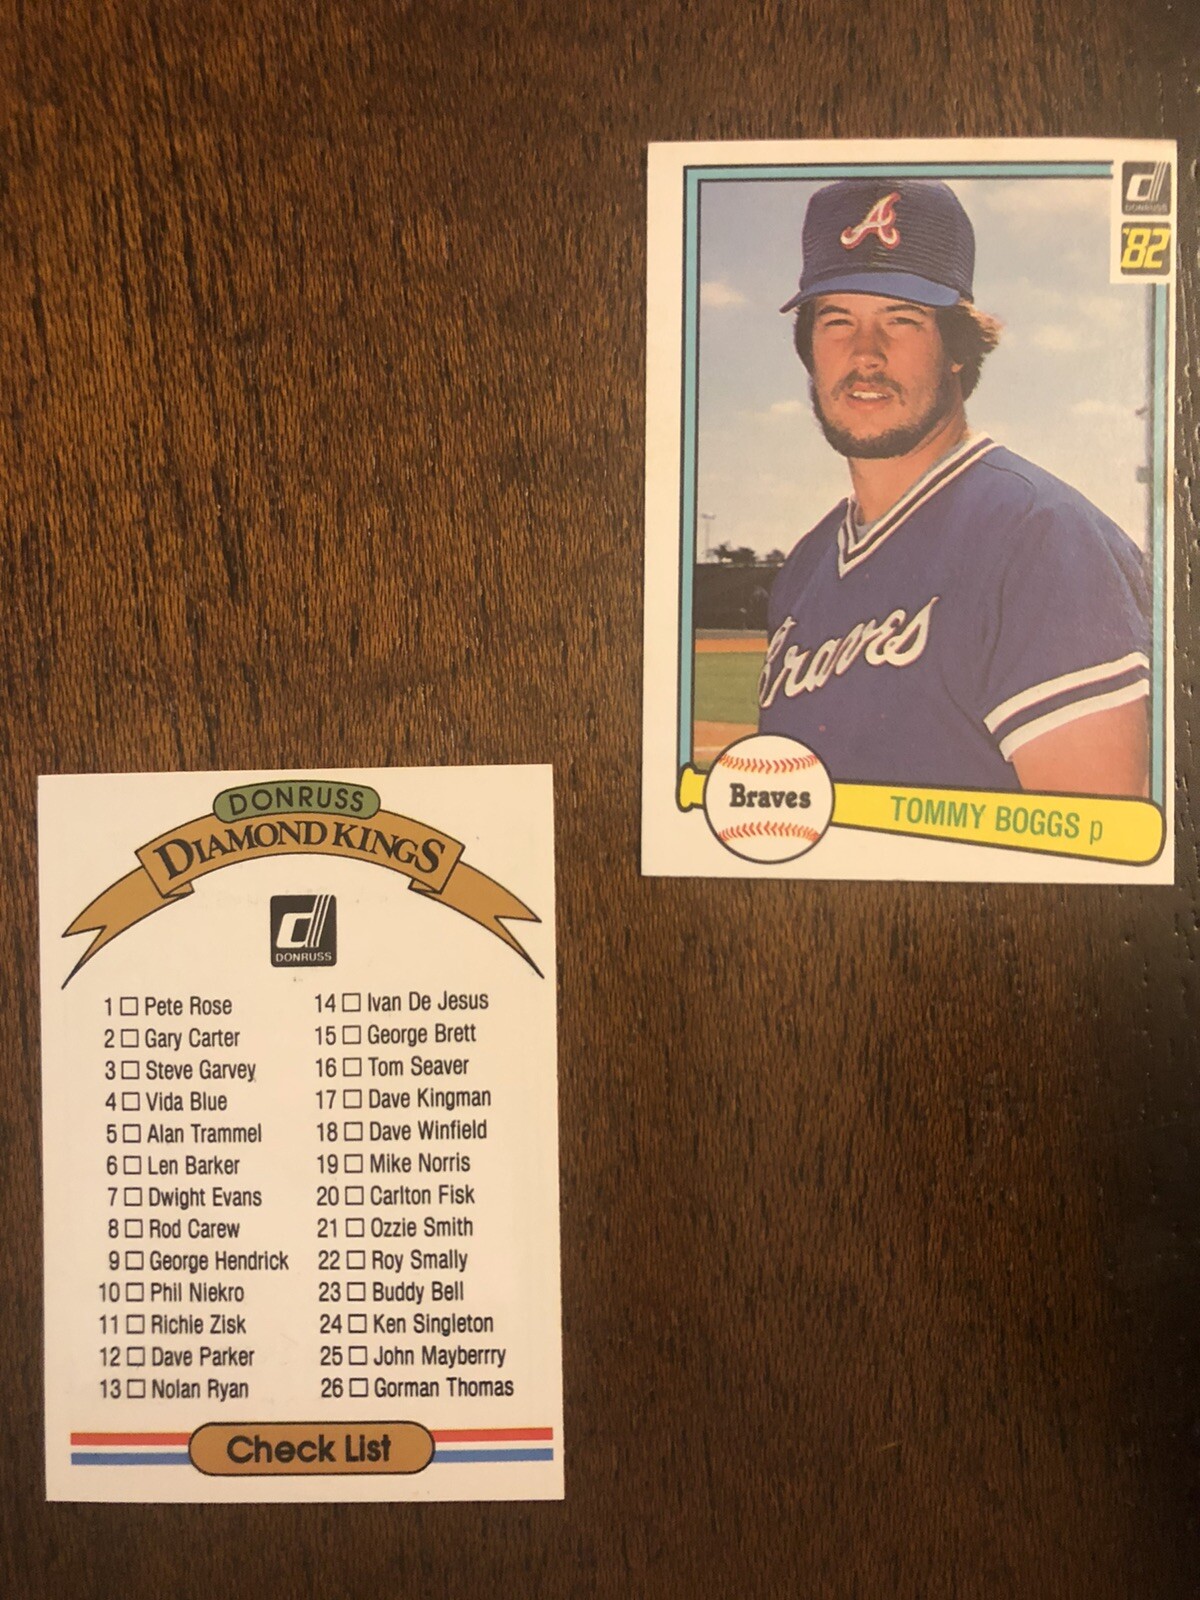 DONRUSS
'82
A
Braves
Braves
TOMMY BOGGS p
DONRUSS
DIAMOND KINGS
DONRUSS
1 Pete Rose
2 Gary Carter
3 Steve Garvey
4 Vida Blue
5 Alan Trammel
6 Len Barker
7 Dwight Evans
8 Rod Carew
9 George Hendrick
10 Phil Niekro
11 Richie Zisk
12 Dave Parker
13 Nolan Ryan
14 Ivan De Jesus
15 George Brett
16 Tom Seaver
17 Dave Kingman
18 Dave Winfield
19 Mike Norris
20 Carlton Fisk
21 Ozzie Smith
22 Roy Smally
23 Buddy Bell
24 Ken Singleton
25 John Mayberrry
26 Gorman Thomas
Check List